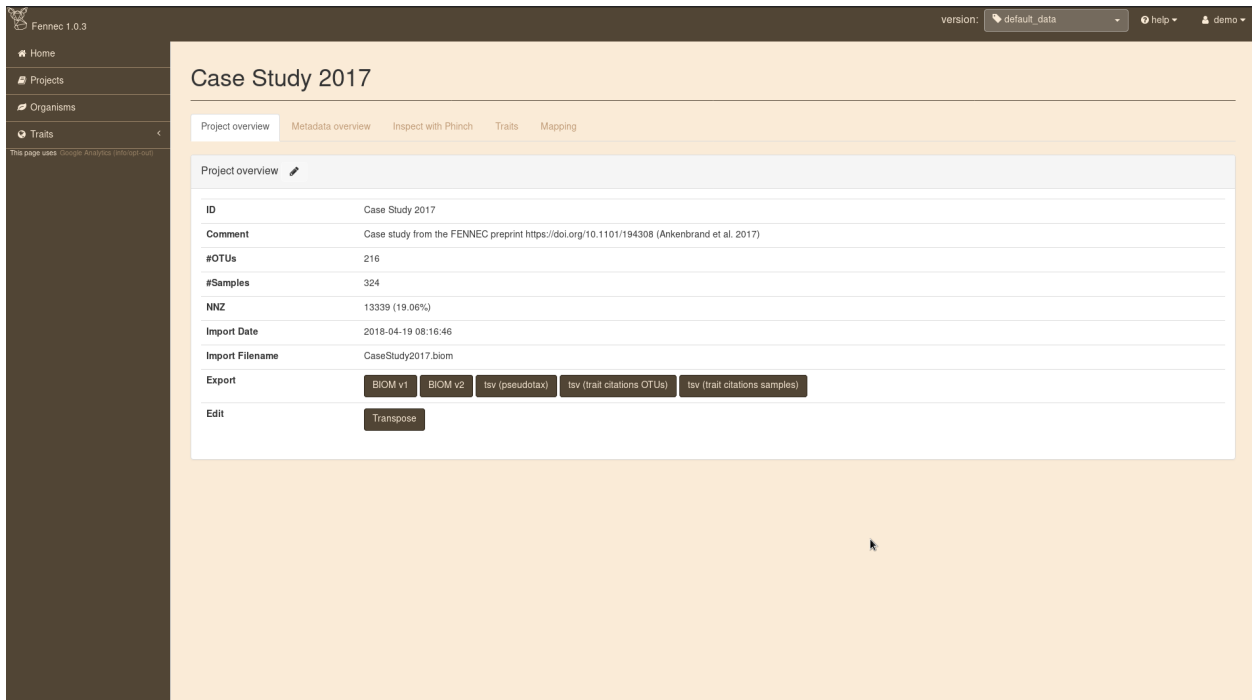 Fennec 1.0.3
version: default_data help demo
Home
Projects
Organisms
Traits
This page uses Google Analytics (info/opt-out)
Case Study 2017
Project overview Metadata overview Inspect with Phinch Traits Mapping
Project overview
ID Case Study 2017
Comment Case study from the FENNEC preprint https://doi.org/10.1101/194308 (Ankenbrand et al. 2017)
#OTUs 216
#Samples 324
NNZ 13339 (19.06%)
Import Date 2018-04-19 08:16:46
Import Filename CaseStudy2017.biom
Export BIOM v1 BIOM v2 tsv (pseudotax) tsv (trait citations OTUs) tsv (trait citations samples)
Edit Transpose